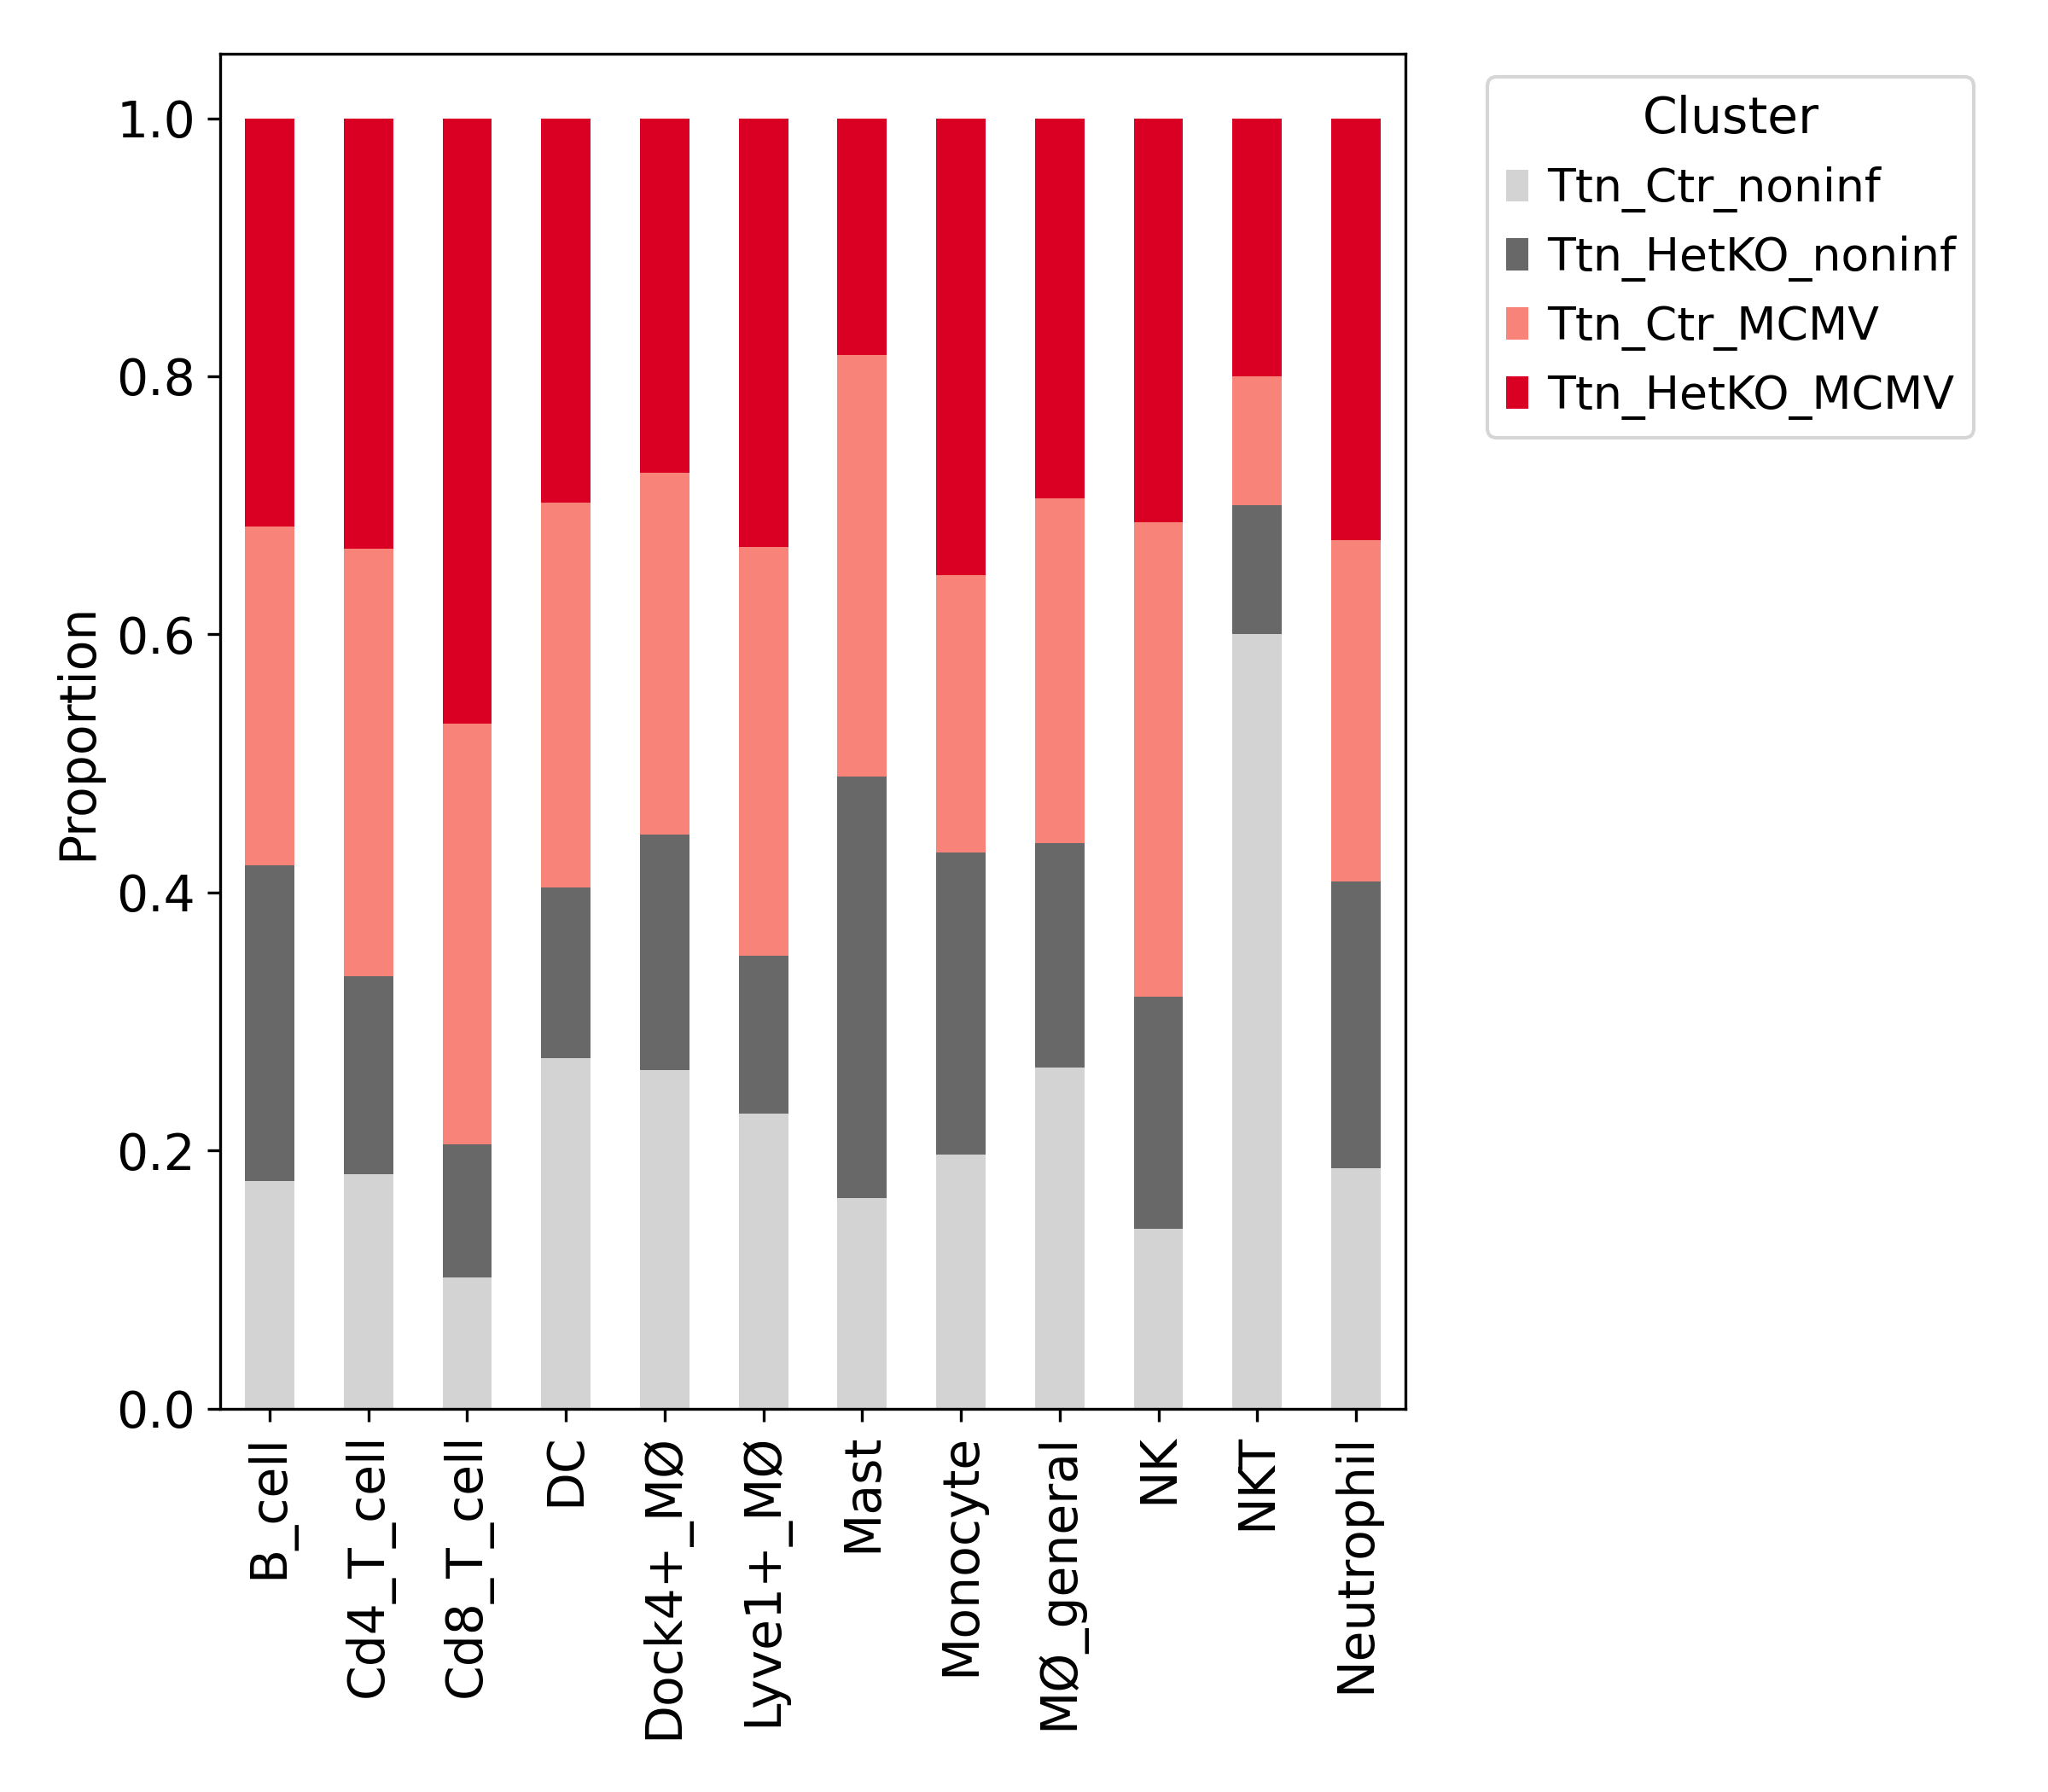 Proportion
1.0
0.8
0.6
0.4
0.2
0.0
B_cell
Cd4_T_cell
Cd8_T_cell
DC
Dock4+_MØ
Lyve1+_MØ
Mast
Monocyte
MØ_general
NK
NKT
Neutrophil
Cluster
Ttn_Ctr_noninf
Ttn_HetKO_noninf
Ttn_Ctr_MCMV
Ttn_HetKO_MCMV